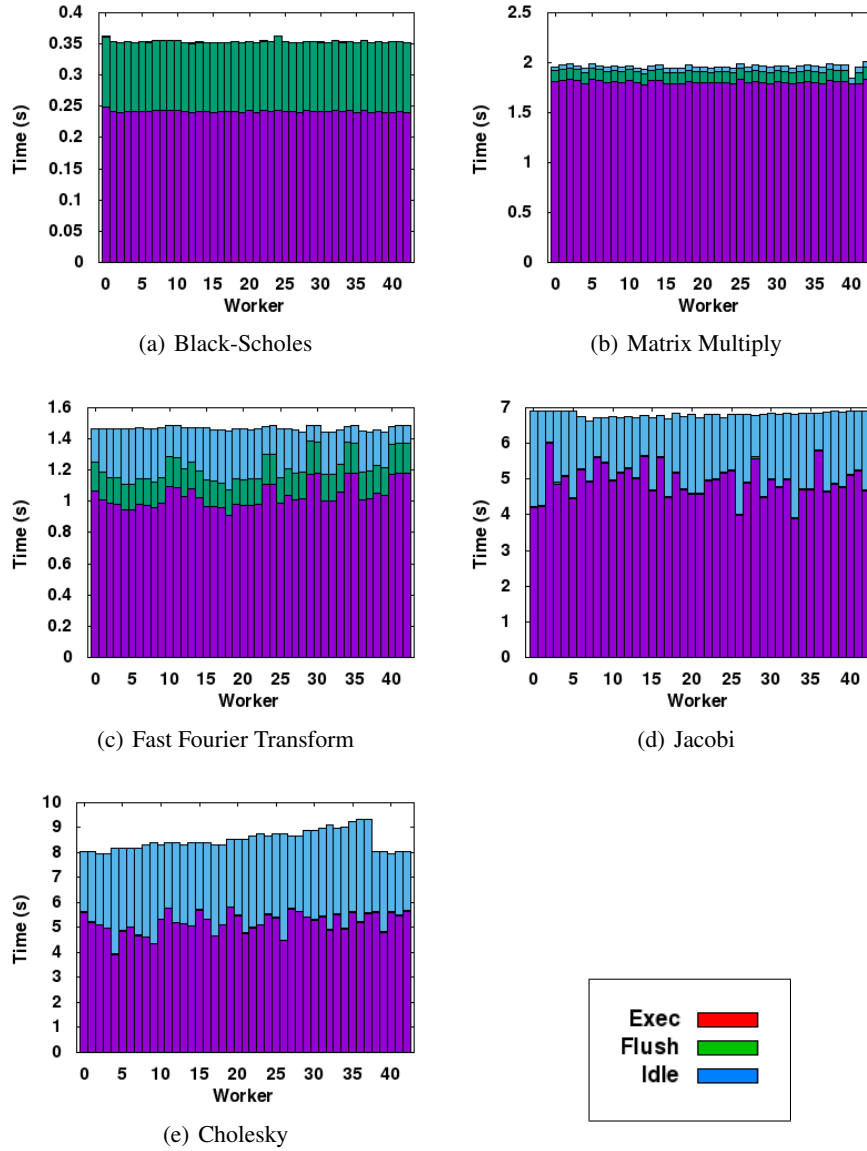 0.4
0.35
0.3
0.25
0.2
0.15
0.1
0.05
0
Time (s)
0 5 10 15 20 25 30 35 40
Worker
(a) Black-Scholes
2.5
2
1.5
1
0.5
0
Time (s)
0 5 10 15 20 25 30 35 40
Worker
(b) Matrix Multiply
1.6
1.4
1.2
1
0.8
0.6
0.4
0.2
0
Time (s)
0 5 10 15 20 25 30 35 40
Worker
(c) Fast Fourier Transform
7
6
5
4
3
2
1
0
Time (s)
0 5 10 15 20 25 30 35 40
Worker
(d) Jacobi
10
9
8
7
6
5
4
3
2
1
0
Time (s)
0 5 10 15 20 25 30 35 40
Worker
(e) Cholesky
Exec
Flush
Idle